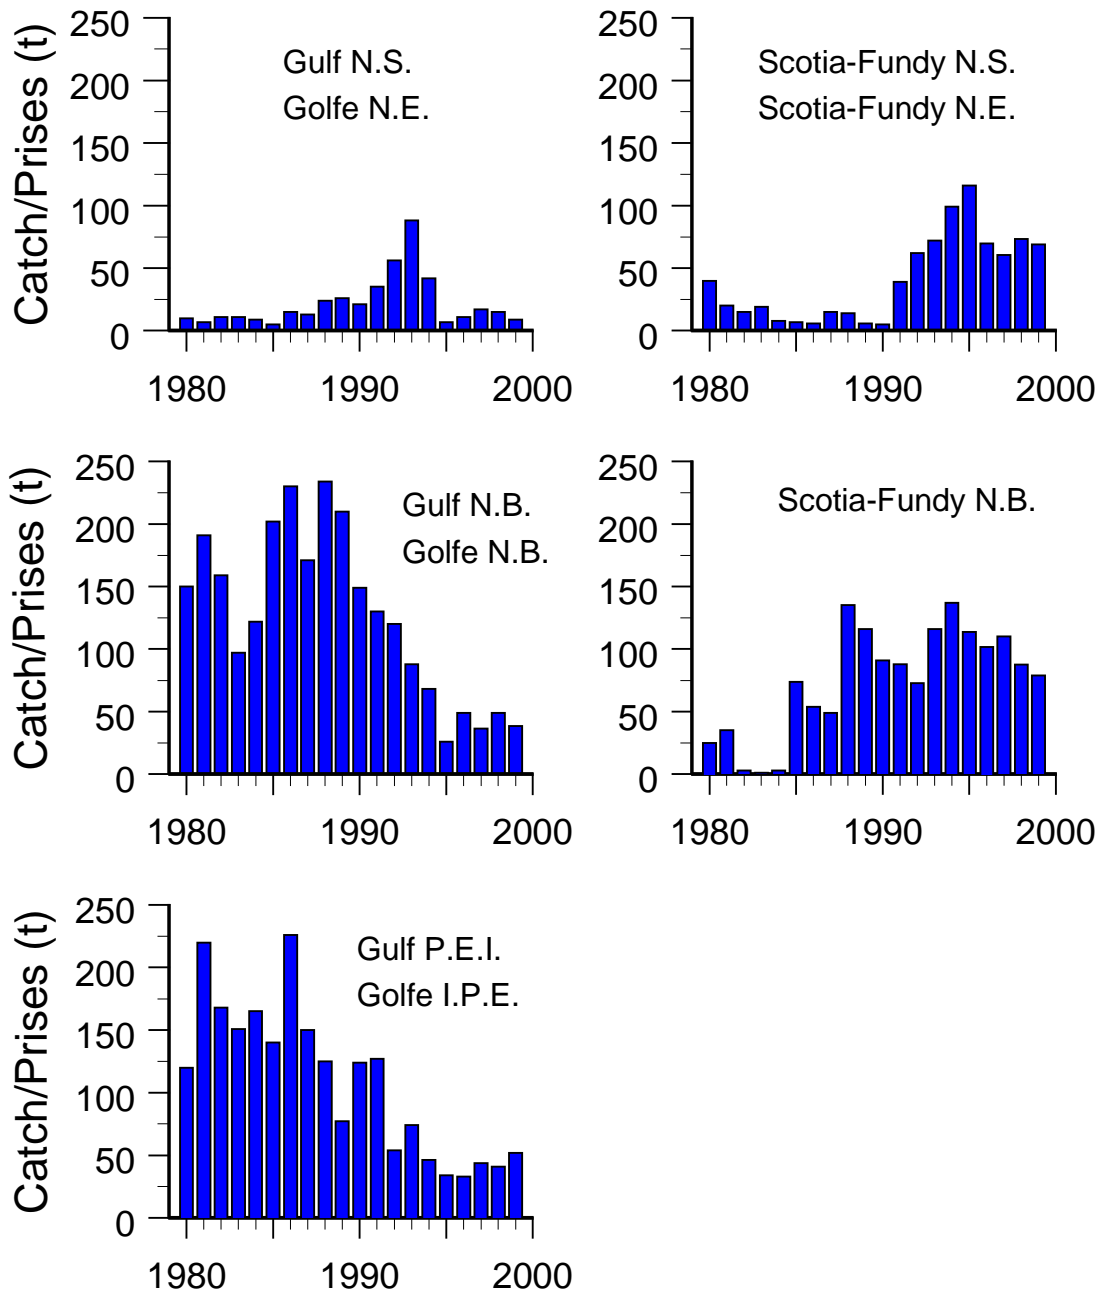 Catch/Prises (t)
250
200
150
100
50
0
Gulf N.S.
Golfe N.E.
1980 1990 2000
250
200
150
100
50
0
Scotia-Fundy N.S.
Scotia-Fundy N.E.
1980 1990 2000
Catch/Prises (t)
250
200
150
100
50
0
Gulf N.B.
Golfe N.B.
1980 1990 2000
250
200
150
100
50
0
Scotia-Fundy N.B.
1980 1990 2000
Catch/Prises (t)
250
200
150
100
50
0
Gulf P.E.I.
Golfe I.P.E.
1980 1990 2000